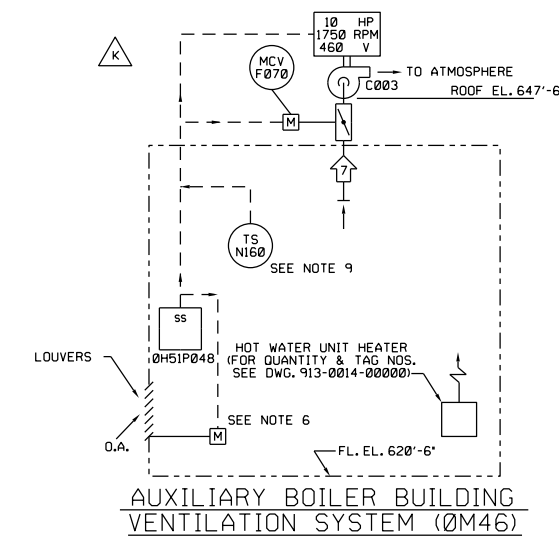 10 HP
1750 RPM
460 V
K
MCV
F070
TO ATMOSPHERE
C003
ROOF EL. 647'-6
M
7
TS
N160
SEE NOTE 9
SS
0H51P048
LOUVERS
HOT WATER UNIT HEATER
(FOR QUANTITY & TAG NOS.
SEE DWG. 913-0014-00000)
SEE NOTE 6
M
O.A.
FL. EL. 620'-6"
AUXILIARY BOILER BUILDING
VENTILATION SYSTEM (0M46)